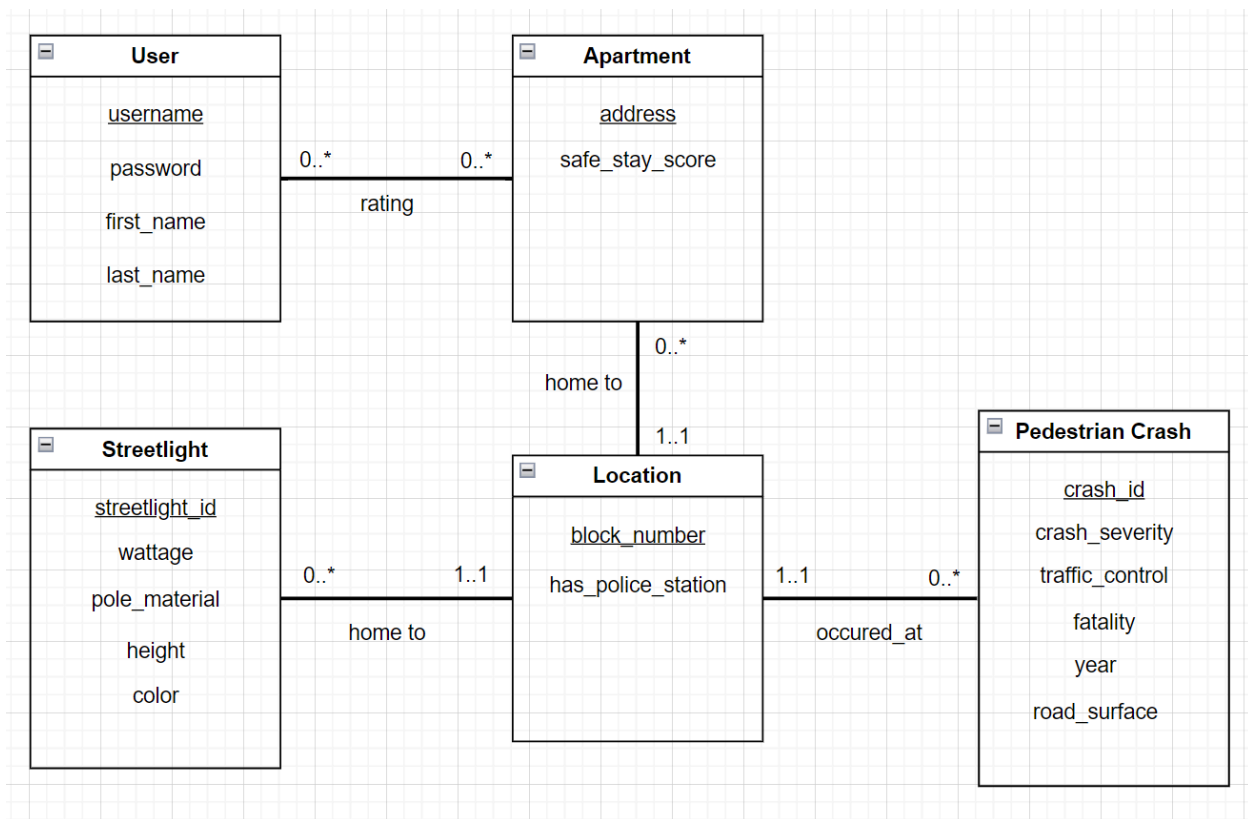 User
username
password
first_name
last_name
0..*
0..*
rating
Apartment
address
safe_stay_score
0..*
home to
1..1
Streetlight
streetlight_id
wattage
pole_material
height
color
0..*
1..1
home to
Location
block_number
has_police_station
1..1
0..*
occured_at
Pedestrian Crash
crash_id
crash_severity
traffic_control
fatality
year
road_surface